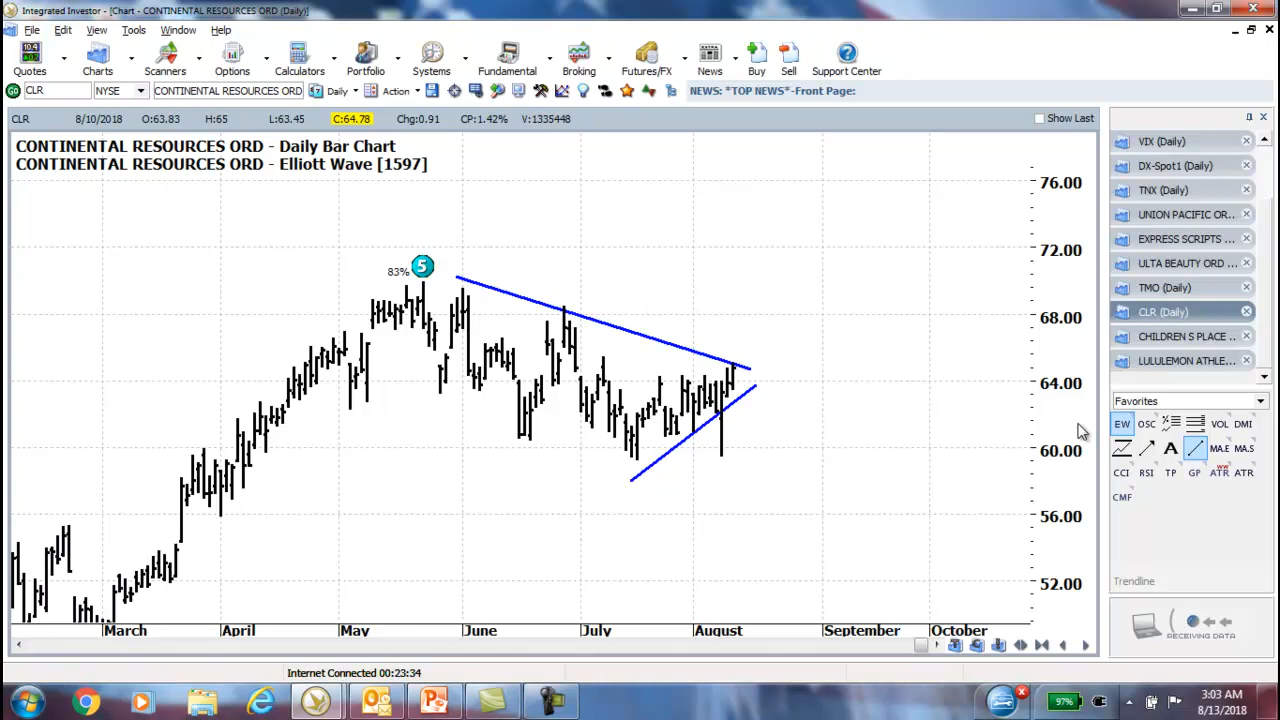 Integrated Investor - [Chart - CONTINENTAL RESOURCES ORD (Daily)]
File Edit View Tools Window Help
Quotes Charts Scanners Options Calculators Portfolio Systems Fundamental Broking Futures/FX News Buy Sell Support Center
GO CLR NYSE CONTINENTAL RESOURCES ORD Daily Action NEWS: *TOP NEWS*-Front Page:
CLR 8/10/2018 O:63.83 H:65 L:63.45 C:64.78 Chg:0.91 CP:1.42% V:1335448 Show Last
CONTINENTAL RESOURCES ORD - Daily Bar Chart
CONTINENTAL RESOURCES ORD - Elliott Wave [1597]
83% 5
76.00
72.00
68.00
64.00
60.00
56.00
52.00
March April May June July August September October
VIX (Daily)
DX-Spot1 (Daily)
TNX (Daily)
UNION PACIFIC OR...
EXPRESS SCRIPTS ...
ULTA BEAUTY ORD ...
TMO (Daily)
CLR (Daily)
CHILDREN S PLACE ...
LULULEMON ATHLE...
Favorites
EW OSC VOL DMI
A MA.E MA.S
CCI RSI TP GP ATR ATR
CMF
Trendline
RECEIVING DATA
Internet Connected 00:23:34
97% 3:03 AM
8/13/2018